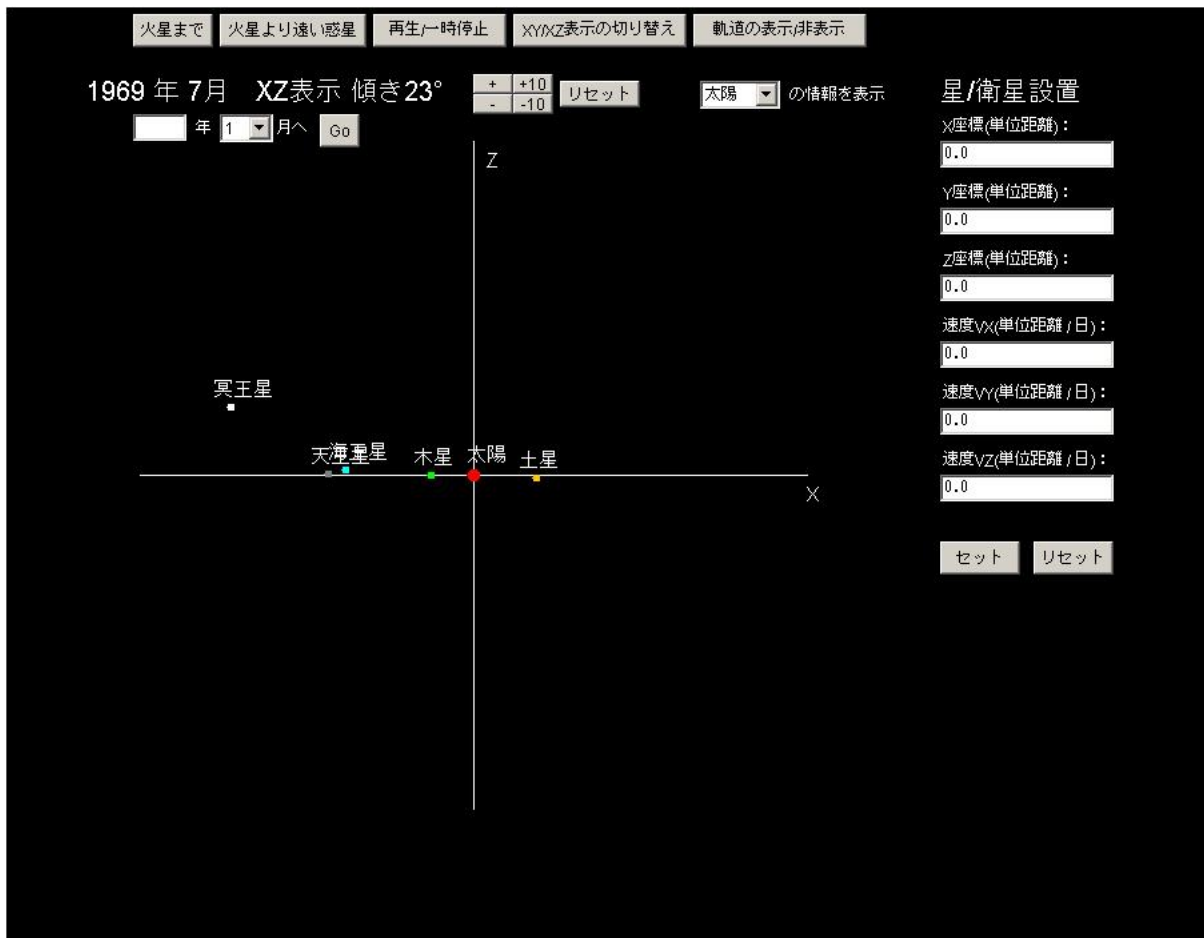 火星まで 火星より遠い惑星 再生/一時停止 XY/XZ表示の切り替え 軌道の表示/非表示
1969 年 7月 XZ表示 傾き23° + +10 - -10 リセット 太陽 の情報を表示
年 1 月へ Go
星/衛星設置
X座標(単位距離):
0.0
Y座標(単位距離):
0.0
Z座標(単位距離):
0.0
速度VX(単位距離/日):
0.0
速度VY(単位距離/日):
0.0
速度VZ(単位距離/日):
0.0
セット リセット
Z
冥王星
天王星 海王星 木星 太陽 土星
X